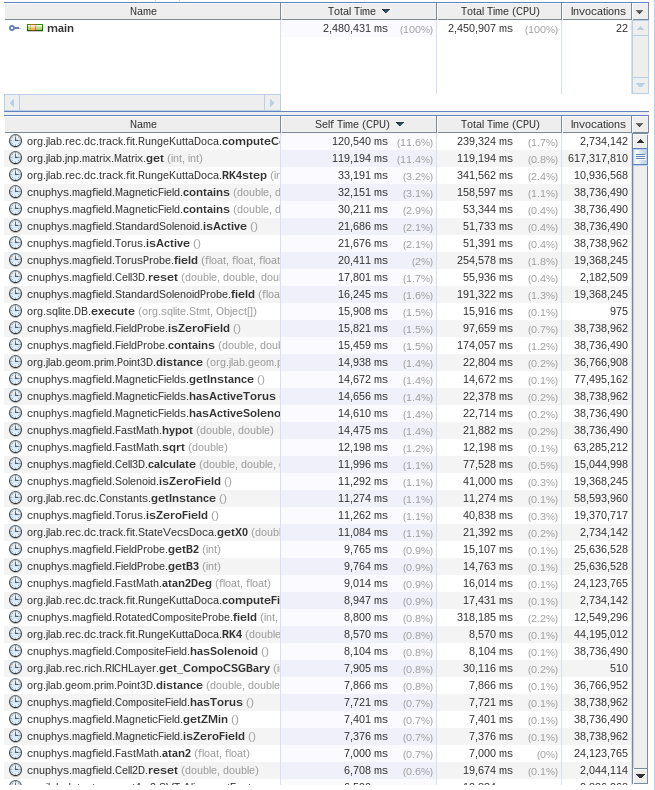 Name Total Time Total Time (CPU) Invocations
main 2,480,431 ms (100%) 2,450,907 ms (100%) 22
Name Self Time (CPU) Total Time (CPU) Invocations
org.jlab.rec.dc.track.fit.RungeKuttaDoca.computeC 120,540 ms (11.6%) 239,324 ms (1.7%) 2,734,142
org.jlab.jnp.matrix.Matrix.get (int, int) 119,194 ms (11.4%) 119,194 ms (0.8%) 617,317,810
org.jlab.rec.dc.track.fit.RungeKuttaDoca.RK4step (in 33,191 ms (3.2%) 341,562 ms (2.4%) 10,936,568
cnuphys.magfield.MagneticField.contains (double, d 32,151 ms (3.1%) 158,597 ms (1.1%) 38,736,490
cnuphys.magfield.MagneticField.contains (double, d 30,211 ms (2.9%) 53,344 ms (0.4%) 38,736,490
cnuphys.magfield.StandardSolenoid.isActive () 21,686 ms (2.1%) 51,733 ms (0.4%) 38,736,490
cnuphys.magfield.Torus.isActive () 21,676 ms (2.1%) 51,391 ms (0.4%) 38,738,962
cnuphys.magfield.TorusProbe.field (float, float, float 20,411 ms (2%) 254,578 ms (1.8%) 19,368,245
cnuphys.magfield.Cell3D.reset (double, double, dou 17,801 ms (1.7%) 55,936 ms (0.4%) 2,182,509
cnuphys.magfield.StandardSolenoidProbe.field (floa 16,245 ms (1.6%) 191,322 ms (1.3%) 19,368,245
org.sqlite.DB.execute (org.sqlite.Stmt, Object[]) 15,908 ms (1.5%) 15,916 ms (0.1%) 975
cnuphys.magfield.FieldProbe.isZeroField () 15,821 ms (1.5%) 97,659 ms (0.7%) 38,738,962
cnuphys.magfield.FieldProbe.contains (double, dou 15,459 ms (1.5%) 174,057 ms (1.2%) 38,736,490
org.jlab.geom.prim.Point3D.distance (org.jlab.geom.p 14,938 ms (1.4%) 22,804 ms (0.2%) 36,766,908
cnuphys.magfield.MagneticFields.getInstance () 14,672 ms (1.4%) 14,672 ms (0.1%) 77,495,162
cnuphys.magfield.MagneticFields.hasActiveTorus 14,656 ms (1.4%) 22,378 ms (0.2%) 38,738,962
cnuphys.magfield.MagneticFields.hasActiveSoleno 14,610 ms (1.4%) 22,714 ms (0.2%) 38,736,490
cnuphys.magfield.FastMath.hypot (double, double) 14,475 ms (1.4%) 21,882 ms (0.2%) 38,736,490
cnuphys.magfield.FastMath.sqrt (double) 12,198 ms (1.2%) 12,198 ms (0.1%) 63,285,212
cnuphys.magfield.Cell3D.calculate (double, double, 11,996 ms (1.1%) 77,528 ms (0.5%) 15,044,998
cnuphys.magfield.Solenoid.isZeroField () 11,292 ms (1.1%) 41,000 ms (0.3%) 19,368,245
org.jlab.rec.dc.Constants.getInstance () 11,274 ms (1.1%) 11,274 ms (0.1%) 58,593,960
cnuphys.magfield.Torus.isZeroField () 11,262 ms (1.1%) 40,838 ms (0.3%) 19,370,717
org.jlab.rec.dc.track.fit.StateVecsDoca.getX0 (doubl 11,084 ms (1.1%) 21,392 ms (0.2%) 2,734,142
cnuphys.magfield.FieldProbe.getB2 (int) 9,765 ms (0.9%) 15,107 ms (0.1%) 25,636,528
cnuphys.magfield.FieldProbe.getB3 (int) 9,764 ms (0.9%) 14,763 ms (0.1%) 25,636,528
cnuphys.magfield.FastMath.atan2Deg (float, float) 9,014 ms (0.9%) 16,014 ms (0.1%) 24,123,765
org.jlab.rec.dc.track.fit.RungeKuttaDoca.computeFi 8,947 ms (0.9%) 17,431 ms (0.1%) 2,734,142
cnuphys.magfield.RotatedCompositeProbe.field (int, 8,800 ms (0.8%) 318,185 ms (2.2%) 12,549,296
org.jlab.rec.dc.track.fit.RungeKuttaDoca.RK4 (double 8,570 ms (0.8%) 8,570 ms (0.1%) 44,195,012
cnuphys.magfield.CompositeField.hasSolenoid () 8,104 ms (0.8%) 8,104 ms (0.1%) 38,736,490
org.jlab.rec.rich.RICHLayer.get_CompoCSGBary (i 7,905 ms (0.8%) 30,116 ms (0.2%) 510
org.jlab.geom.prim.Point3D.distance (double, double 7,866 ms (0.8%) 7,866 ms (0.1%) 36,766,952
cnuphys.magfield.CompositeField.hasTorus () 7,721 ms (0.7%) 7,721 ms (0.1%) 38,738,962
cnuphys.magfield.MagneticField.getZMin () 7,401 ms (0.7%) 7,401 ms (0.1%) 38,736,490
cnuphys.magfield.MagneticField.isZeroField () 7,376 ms (0.7%) 7,376 ms (0.1%) 38,738,962
cnuphys.magfield.FastMath.atan2 (float, float) 7,000 ms (0.7%) 7,000 ms (0%) 24,123,765
cnuphys.magfield.Cell2D.reset (double, double) 6,708 ms (0.6%) 19,674 ms (0.1%) 2,044,114